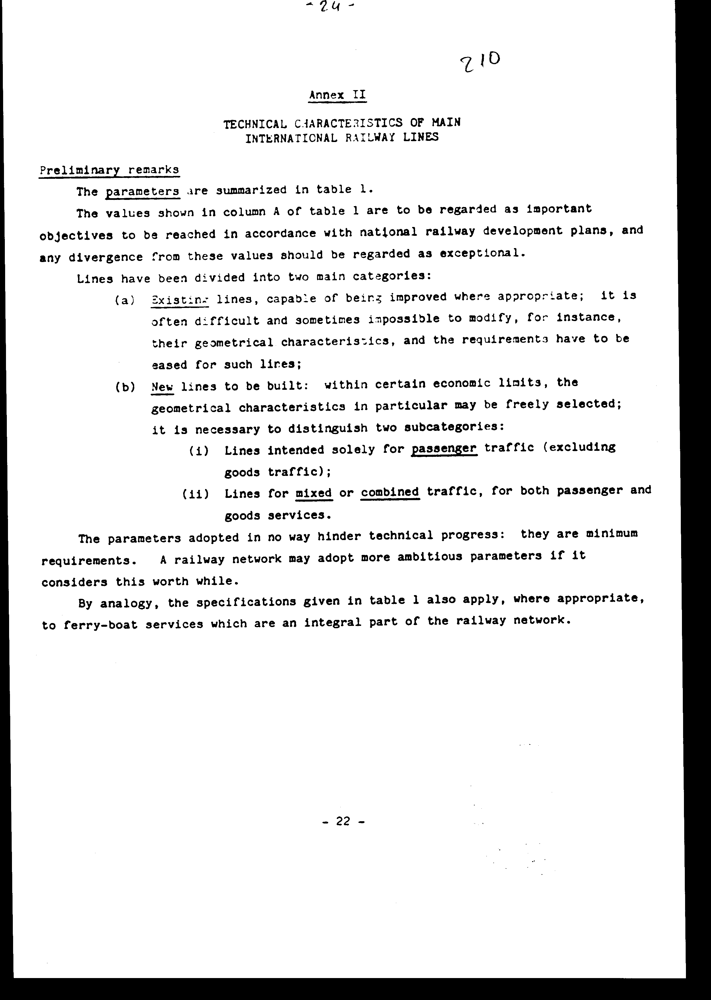 - 24 -
210
Annex II
TECHNICAL CHARACTERISTICS OF MAIN
INTERNATIONAL RAILWAY LINES
Preliminary remarks
The parameters are summarized in table 1.
The values shown in column A of table 1 are to be regarded as important
objectives to be reached in accordance with national railway development plans, and
any divergence from these values should be regarded as exceptional.
Lines have been divided into two main categories:
(a) Existing lines, capable of being improved where appropriate; it is
often difficult and sometimes impossible to modify, for instance,
their geometrical characteristics, and the requirements have to be
eased for such lines;
(b) New lines to be built: within certain economic limits, the
geometrical characteristics in particular may be freely selected;
it is necessary to distinguish two subcategories:
(i) Lines intended solely for passenger traffic (excluding
goods traffic);
(ii) Lines for mixed or combined traffic, for both passenger and
goods services.
The parameters adopted in no way hinder technical progress: they are minimum
requirements. A railway network may adopt more ambitious parameters if it
considers this worth while.
By analogy, the specifications given in table 1 also apply, where appropriate,
to ferry-boat services which are an integral part of the railway network.
- 22 -